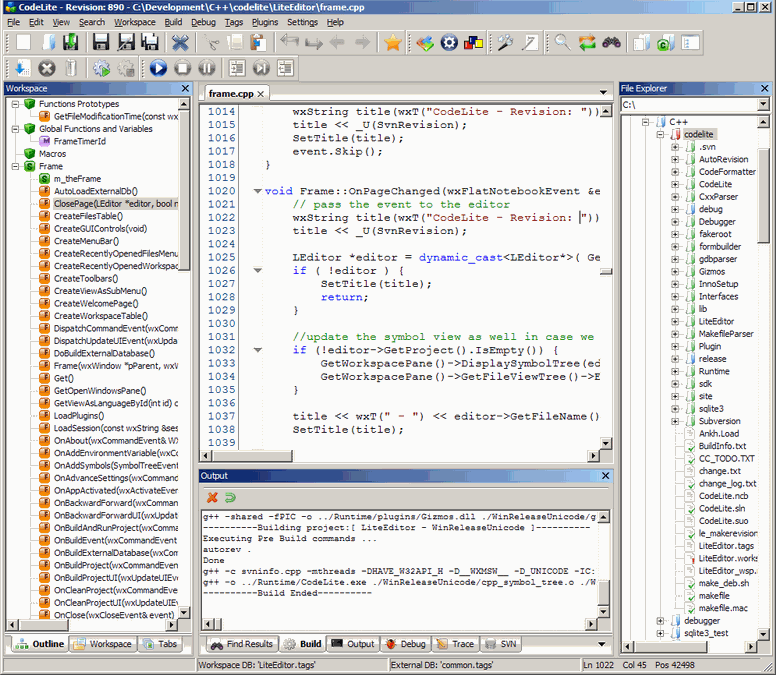 CodeLite - Revision: 890 - C:\Development\C++\codelite\LiteEditor\frame.cpp
File Edit View Search Workspace Build Debug Tags Plugins Settings Help
Workspace
Functions Prototypes
GetFileModificationTime(const wx
Global Functions and Variables
FrameTimerId
Macros
Frame
m_theFrame
AutoLoadExternalDb()
ClosePage(LEditor *editor, bool n
CreateFilesTable()
CreateGUIControls(void)
CreateMenuBar()
CreateRecentlyOpenedFilesMenu
CreateRecentlyOpenedWorksp
CreateToolbars()
CreateViewAsSubMenu()
CreateWelcomePage()
CreateWorkspaceTable()
DispatchCommandEvent(wxComm
DispatchUpdateUIEvent(wxUpda
DoBuildExternalDatabase()
Frame(wxWindow *pParent, wxW
Get()
GetOpenWindowsPane()
GetViewAsLanguageById(int id) c
LoadPlugins()
LoadSession(const wxString &ses
OnAbout(wxCommandEvent& WX
OnAddEnvironmentVariable(wxC
OnAddSymbols(SymbolTreeEvent
OnAdvanceSettings(wxCommand
OnAppActivated(wxActivateEvent
OnBackwardForward(wxCommand
OnBackwardForwardUI(wxUpdat
OnBuildAndRunProject(wxComm
OnBuildEvent(wxCommandEvent
OnBuildExternalDatabase(wxCom
OnBuildProject(wxCommandEven
OnBuildProjectUI(wxUpdateUIEve
OnCleanProject(wxCommandEve
OnCleanProjectUI(wxUpdateUIEv
OnClose(wxCloseEvent& event)
Outline Workspace Tabs
frame.cpp
1014 wxString title(wxT("CodeLite - Revision: "))
1015 title << _U(SvnRevision);
1016 SetTitle(title);
1017 event.Skip();
1018 }
1019
1020 void Frame::OnPageChanged(wxFlatNotebookEvent &e
1021 // pass the event to the editor
1022 wxString title(wxT("CodeLite - Revision: "))
1023 title << _U(SvnRevision);
1024
1025 LEditor *editor = dynamic_cast<LEditor*>( Ge
1026 if ( !editor ) {
1027 SetTitle(title);
1028 return;
1029 }
1030
1031 //update the symbol view as well in case we
1032 if (!editor->GetProject().IsEmpty()) {
1033 GetWorkspacePane()->DisplaySymbolTree(ed
1034 GetWorkspacePane()->GetFileViewTree()->E
1035 }
1036
1037 title << wxT(" - ") << editor->GetFileName()
1038 SetTitle(title);
1039
Output
g++ -shared -fPIC -o ../Runtime/plugins/Gizmos.dll ./WinReleaseUnicode/g
----------Building project:[ LiteEditor - WinReleaseUnicode ]----------
Executing Pre Build commands ...
autorev .
Done
g++ -c svninfo.cpp -mthreads -DHAVE_W32API_H -D__WXMSW__ -D_UNICODE -IC:
g++ -o ../Runtime/CodeLite.exe ./WinReleaseUnicode/cpp_symbol_tree.o ./W
----------Build Ended----------
Find Results Build Output Debug Trace SVN
File Explorer
C:\
C++
codelite
.svn
AutoRevision
CodeFormatter
CodeLite
CxxParser
debug
Debugger
fakeroot
formbuilder
gdbparser
Gizmos
InnoSetup
Interfaces
lib
LiteEditor
MakefileParser
Plugin
release
Runtime
sdk
site
sqlite3
Subversion
Ankh.Load
BuildInfo.txt
CC_TODO.TXT
change.txt
change_log.txt
CodeLite.ncb
CodeLite.sln
CodeLite.suo
le_makerevision
LiteEditor.tags
LiteEditor.works
LiteEditor_wsp.
make_deb.sh
makefile
makefile.mac
debugger
sqlite3_test
Workspace DB: 'LiteEditor.tags' External DB: 'common.tags' Ln 1022 Col 45 Pos 42498